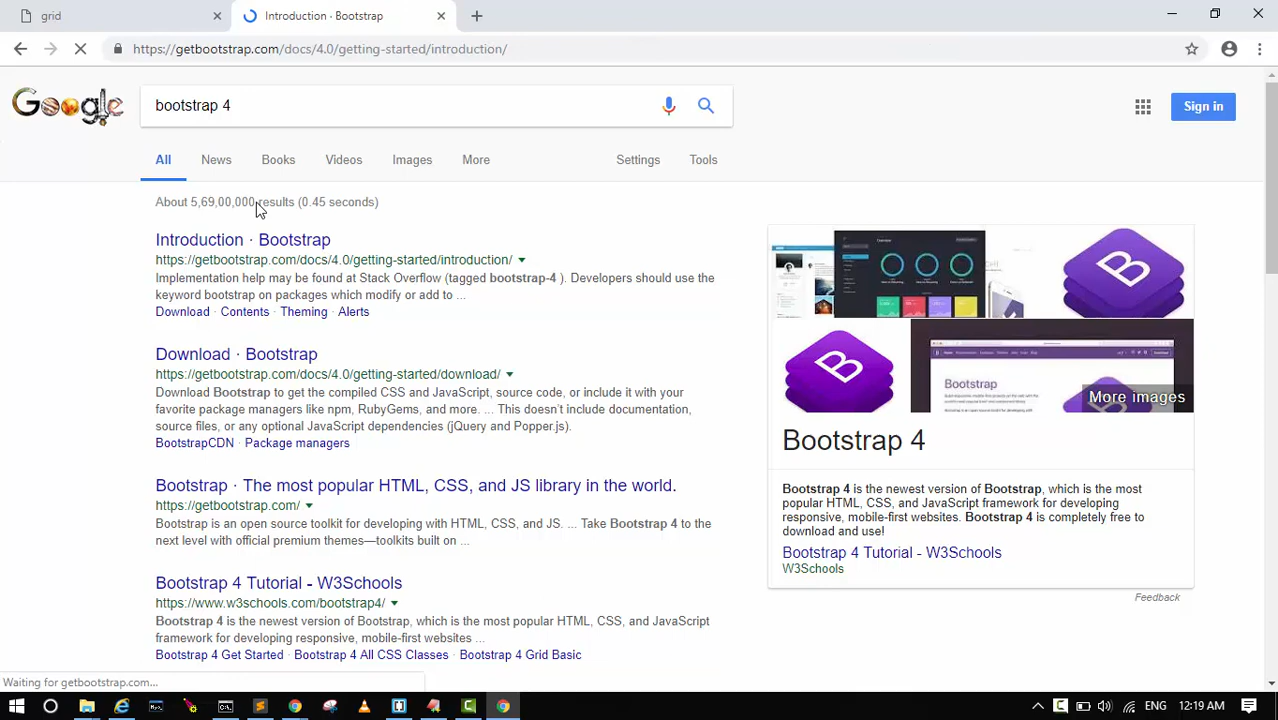 grid
Introduction · Bootstrap
https://getbootstrap.com/docs/4.0/getting-started/introduction/
Google
bootstrap 4
Sign in
All News Books Videos Images More Settings Tools
About 5,69,00,000 results (0.45 seconds)
Introduction · Bootstrap
https://getbootstrap.com/docs/4.0/getting-started/introduction/
Implementation help may be found at Stack Overflow (tagged bootstrap-4 ). Developers should use the
keyword bootstrap on packages which modify or add to ...
Download · Contents · Theming · Alerts
Download · Bootstrap
https://getbootstrap.com/docs/4.0/getting-started/download/
Download Bootstrap to get the compiled CSS and JavaScript, source code, or include it with your
favorite package managers like npm, RubyGems, and more. ... This doesn't include documentation,
source files, or any optional JavaScript dependencies (jQuery and Popper.js).
BootstrapCDN · Package managers
Bootstrap · The most popular HTML, CSS, and JS library in the world.
https://getbootstrap.com/
Bootstrap is an open source toolkit for developing with HTML, CSS, and JS. ... Take Bootstrap 4 to the
next level with official premium themes—toolkits built on ...
Bootstrap 4 Tutorial - W3Schools
https://www.w3schools.com/bootstrap4/
Bootstrap 4 is the newest version of Bootstrap, which is the most popular HTML, CSS, and JavaScript
framework for developing responsive, mobile-first websites ...
Bootstrap 4 Get Started · Bootstrap 4 All CSS Classes · Bootstrap 4 Grid Basic
B
B
Bootstrap
More images
Bootstrap 4
Bootstrap 4 is the newest version of Bootstrap, which is the most
popular HTML, CSS, and JavaScript framework for developing
responsive, mobile-first websites. Bootstrap 4 is completely free to
download and use!
Bootstrap 4 Tutorial - W3Schools
W3Schools
Feedback
Waiting for getbootstrap.com...
ENG 12:19 AM